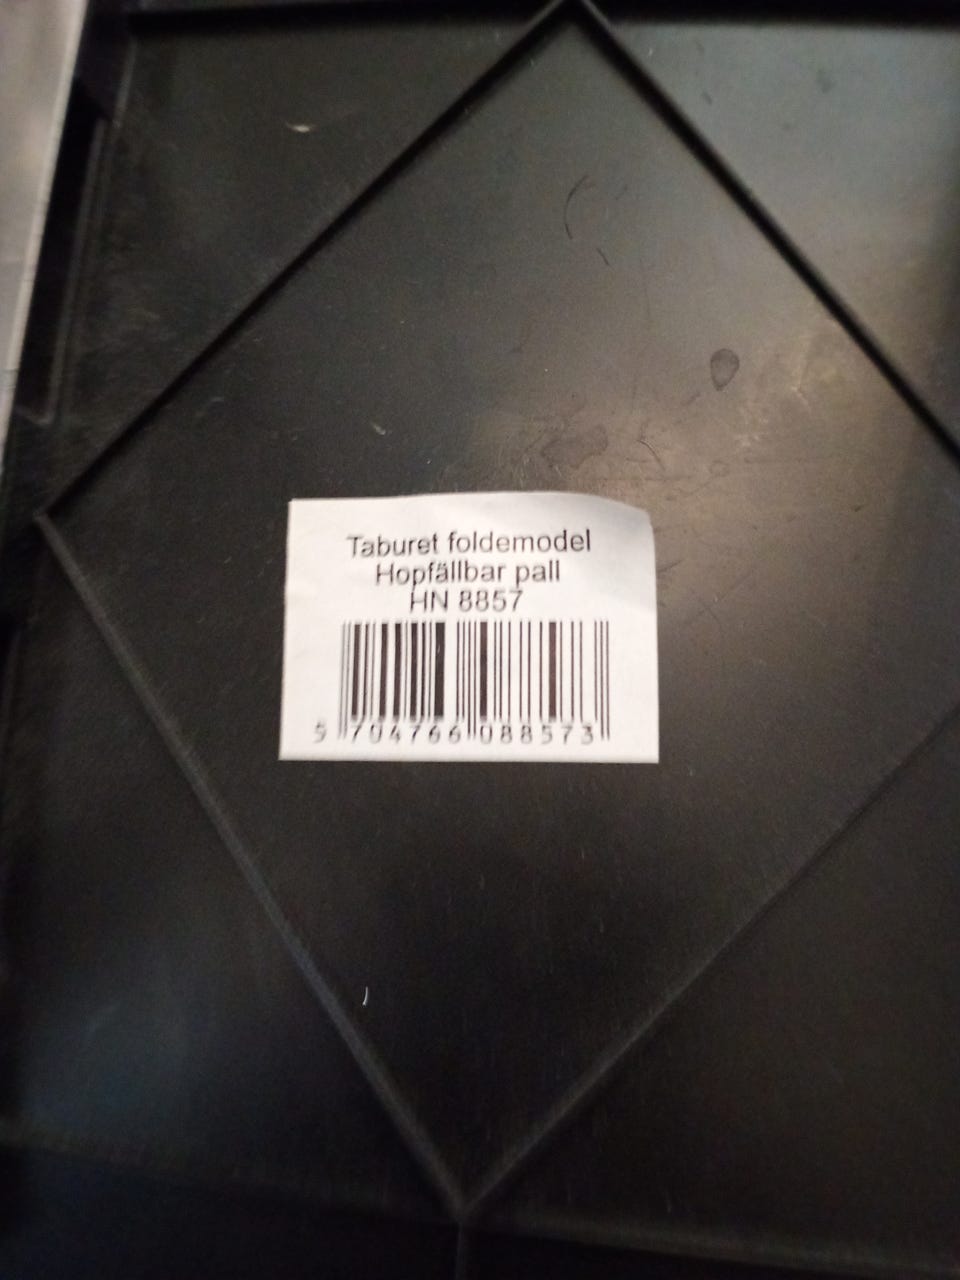 Taburet foldemodel
Hopfällbar pall
HN 8857
5 704766 088573